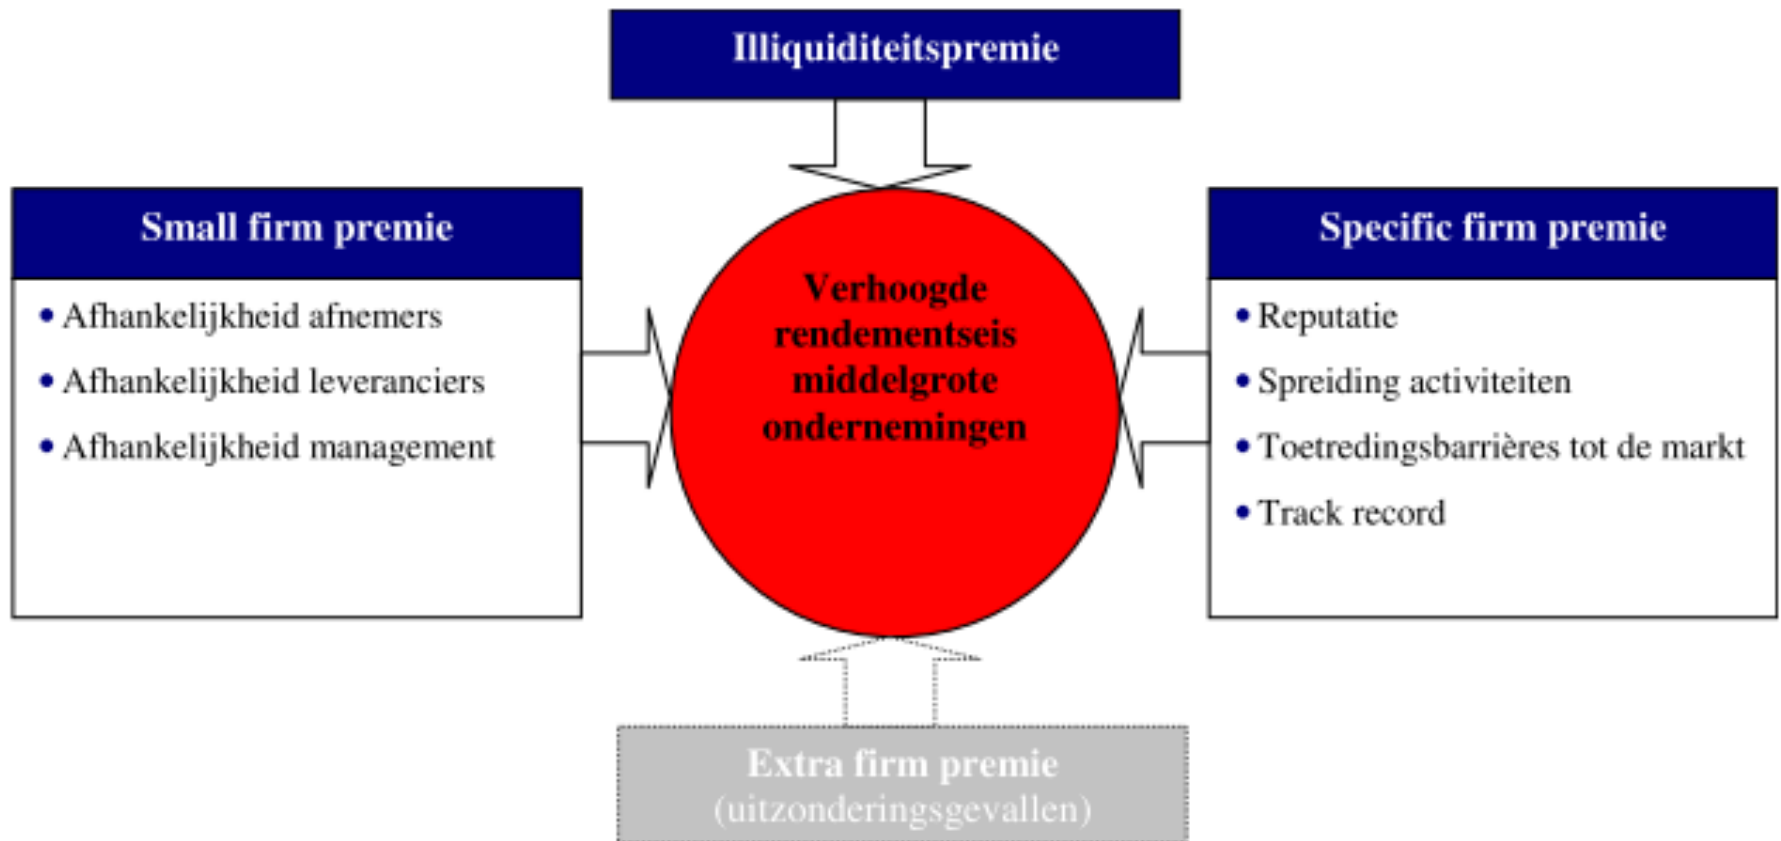 Illiquiditeitspremie
Small firm premie
• Afhankelijkheid afnemers
• Afhankelijkheid leveranciers
• Afhankelijkheid management
Verhoogde
rendementseis
middelgrote
ondernemingen
Specific firm premie
• Reputatie
• Spreiding activiteiten
• Toetredingsbarrières tot de markt
• Track record
Extra firm premie
(uitzonderingsgevallen)